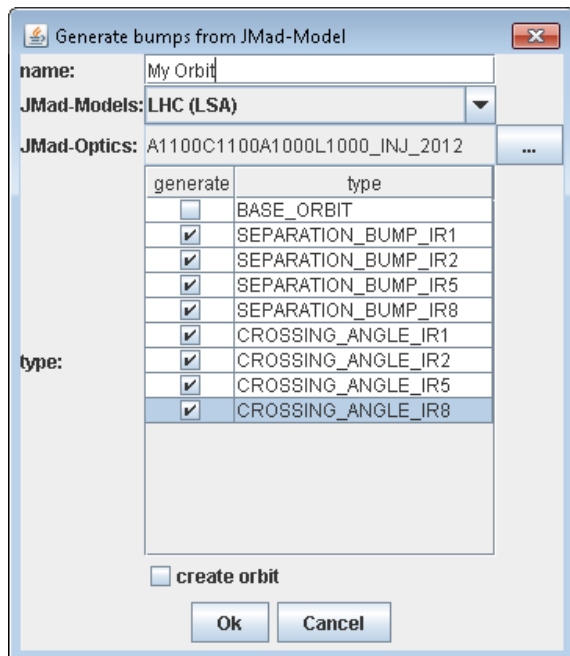 Generate bumps from JMad-Model
name: My Orbit
JMad-Models: LHC (LSA)
JMad-Optics: A1100C1100A1000L1000_INJ_2012 ...
generate type
BASE_ORBIT
SEPARATION_BUMP_IR1
SEPARATION_BUMP_IR2
SEPARATION_BUMP_IR5
SEPARATION_BUMP_IR8
CROSSING_ANGLE_IR1
type: CROSSING_ANGLE_IR2
CROSSING_ANGLE_IR5
CROSSING_ANGLE_IR8
create orbit
Ok Cancel